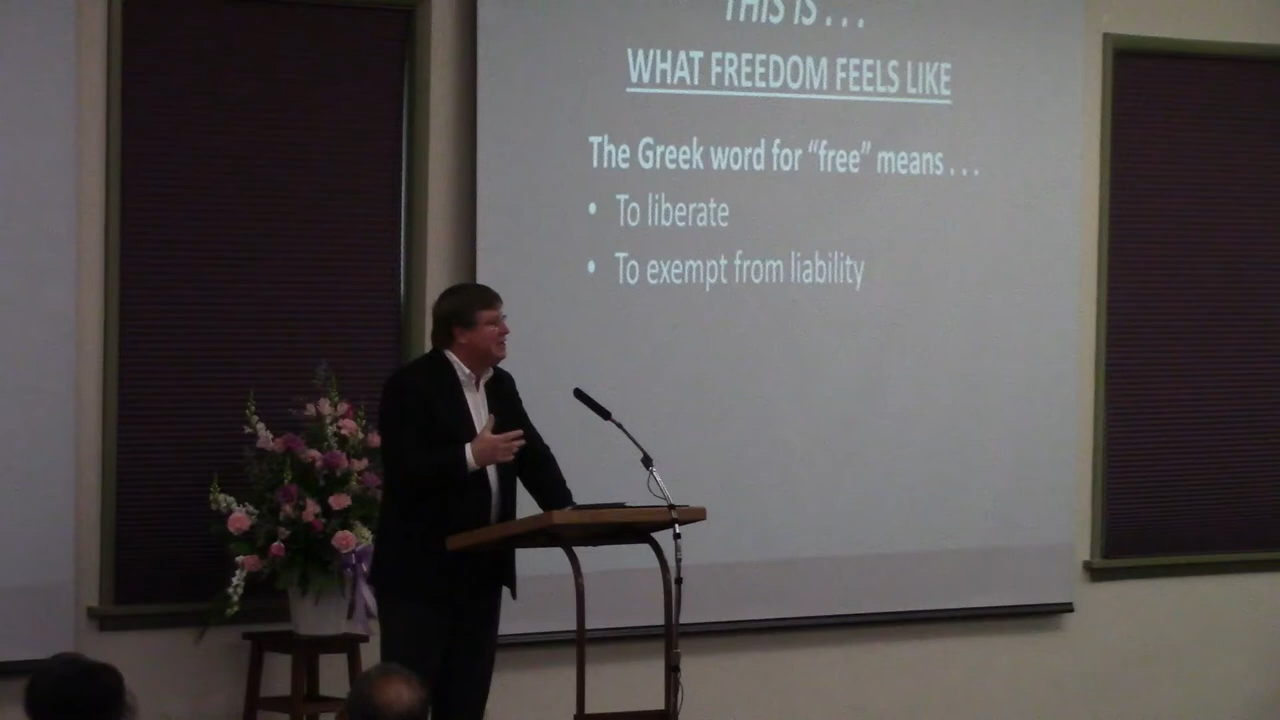 THIS IS . . .
WHAT FREEDOM FEELS LIKE
The Greek word for “free” means . . .
• To liberate
• To exempt from liability